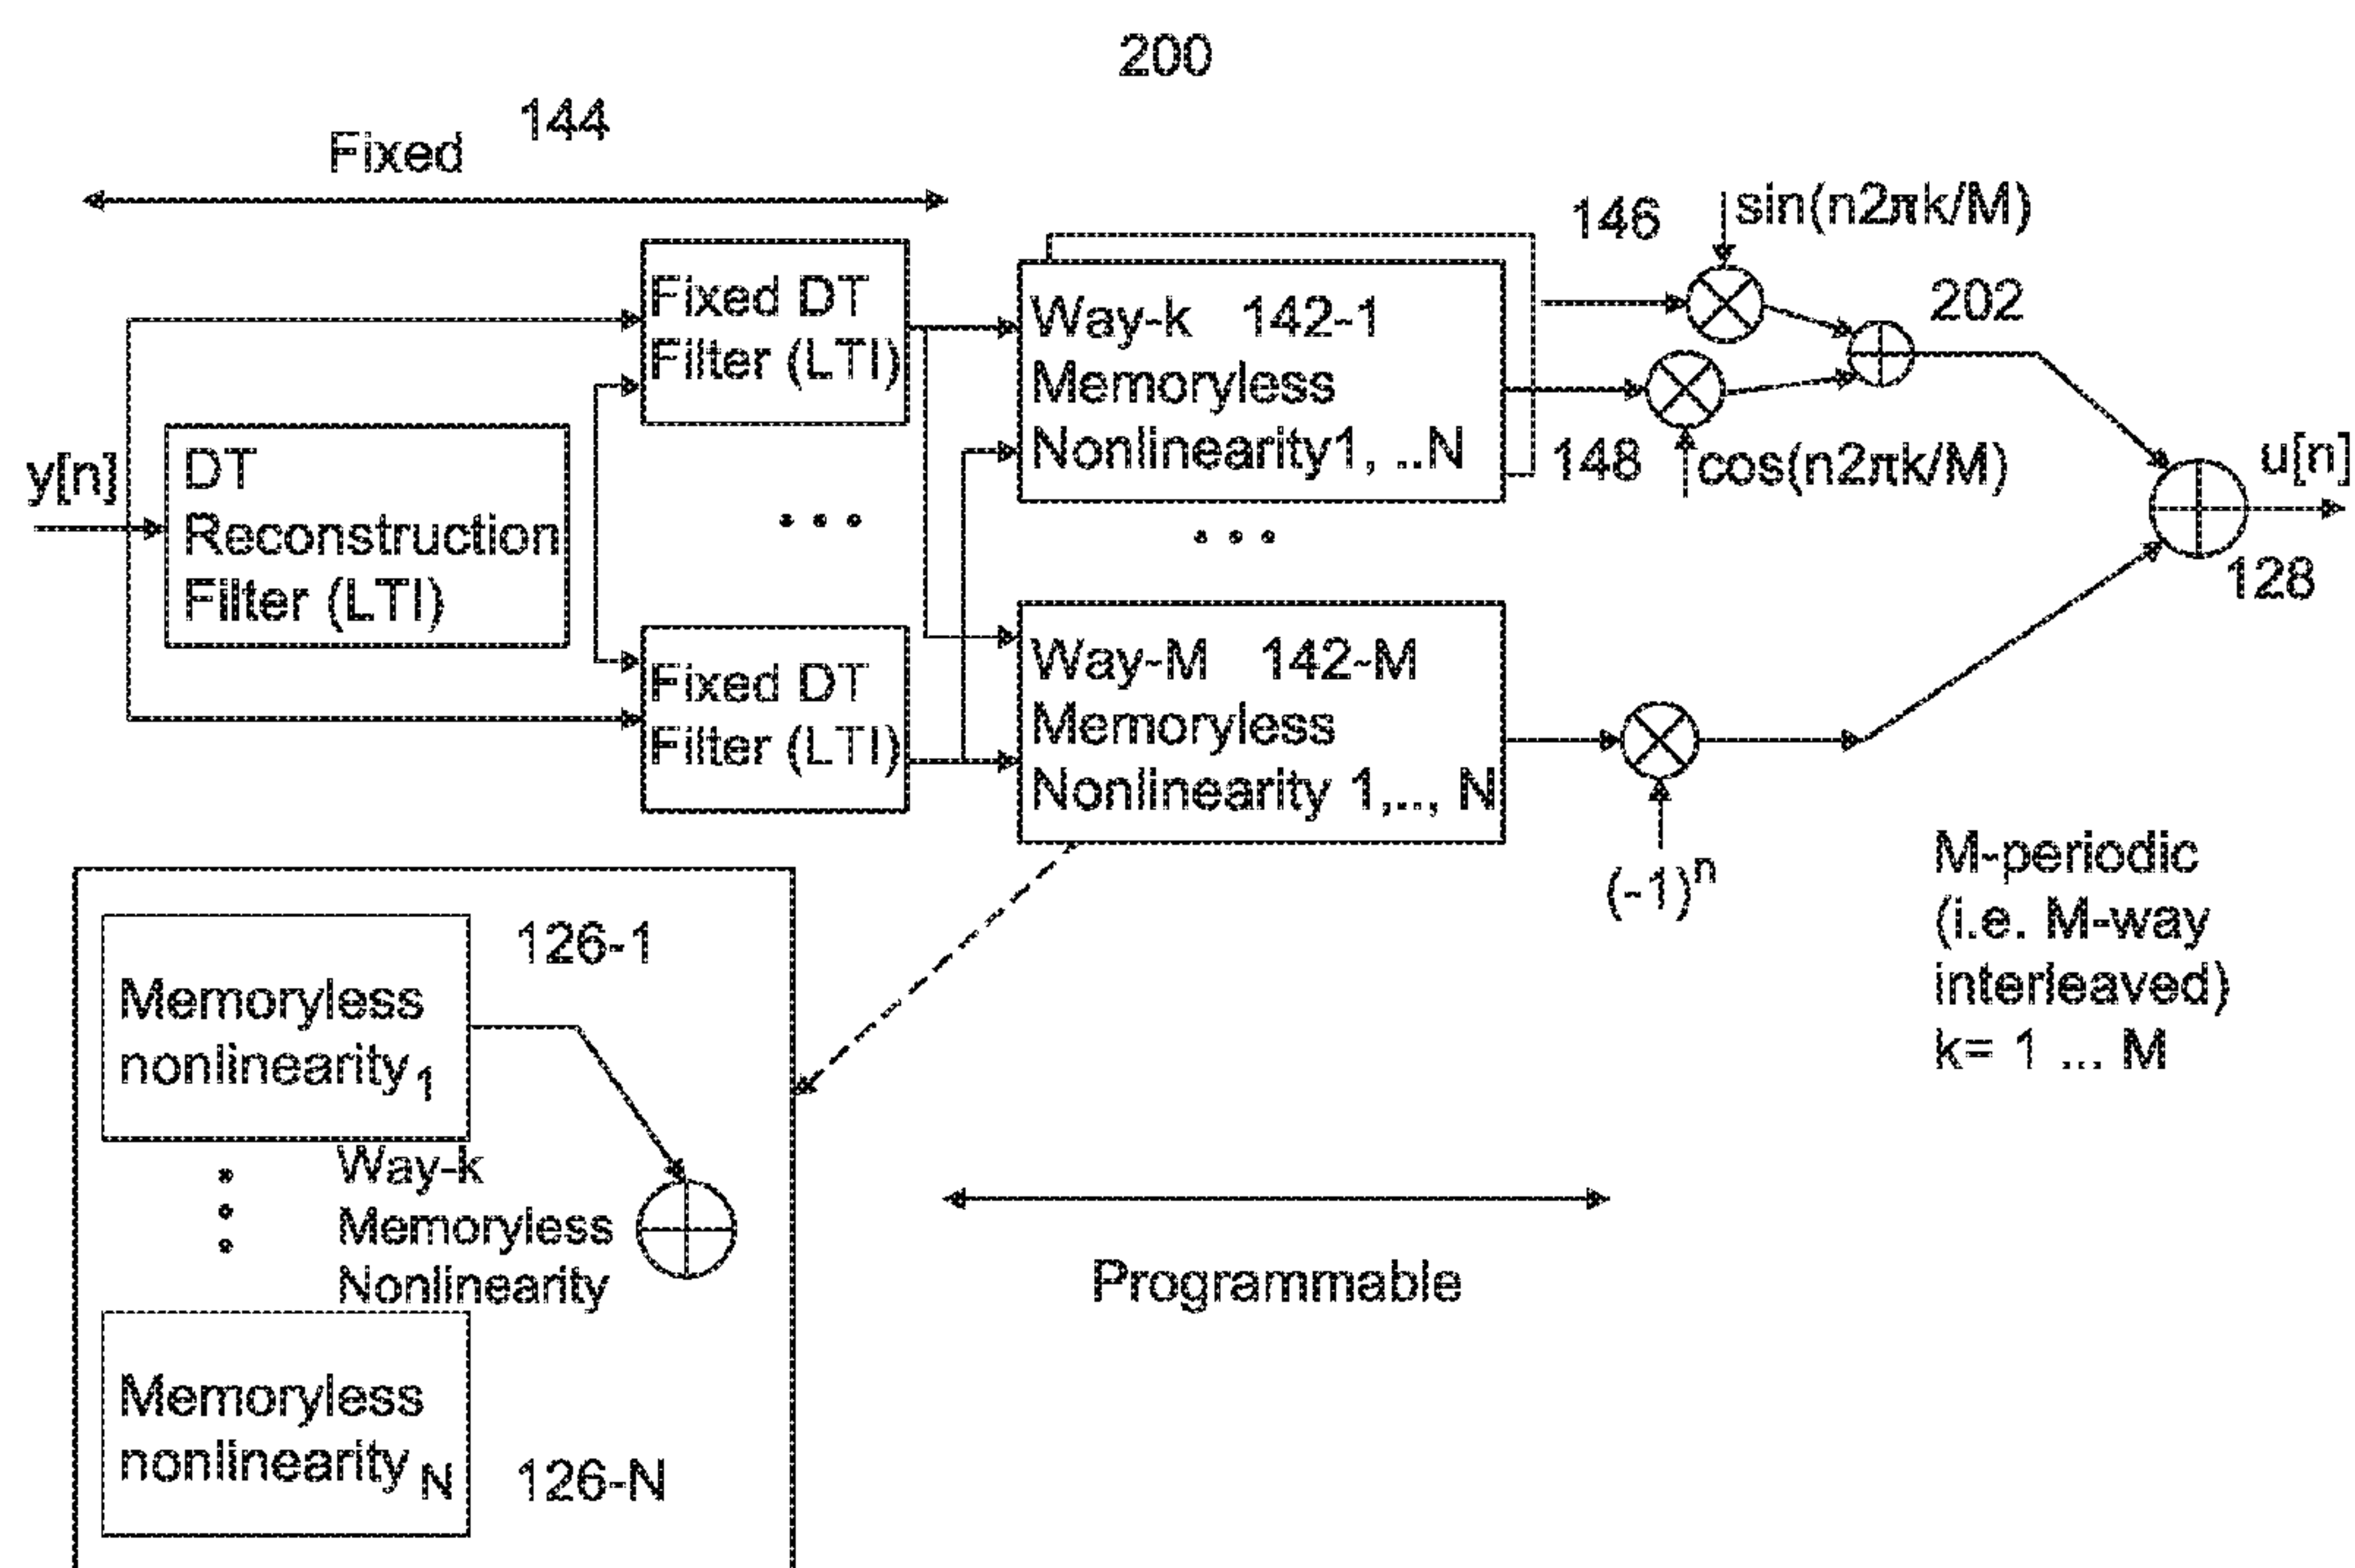 200
144
Fixed
146
sin(n2πk/M)
Fixed DT
Filter (LTI)
Way-k 142-1
Memoryless
Nonlinearity1, ..N
202
148
cos(n2πk/M)
y[n]
DT
Reconstruction
Filter (LTI)
...
...
u[n]
128
Fixed DT
Filter (LTI)
Way-M 142-M
Memoryless
Nonlinearity 1,.., N
(-1)ⁿ
M-periodic
(i.e. M-way
interleaved)
k= 1 ... M
126-1
Memoryless
nonlinearity₁
Way-k
Memoryless
Nonlinearity
Programmable
Memoryless
nonlinearity N
126-N